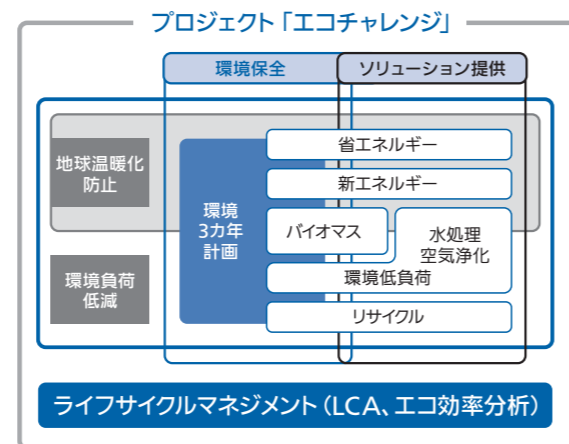 プロジェクト「エコチャレンジ」
環境保全
ソリューション提供
地球温暖化
防止
環境
3カ年
計画
省エネルギー
新エネルギー
バイオマス
水処理
空気浄化
環境低負荷
環境負荷
低減
リサイクル
ライフサイクルマネジメント（LCA、エコ効率分析）